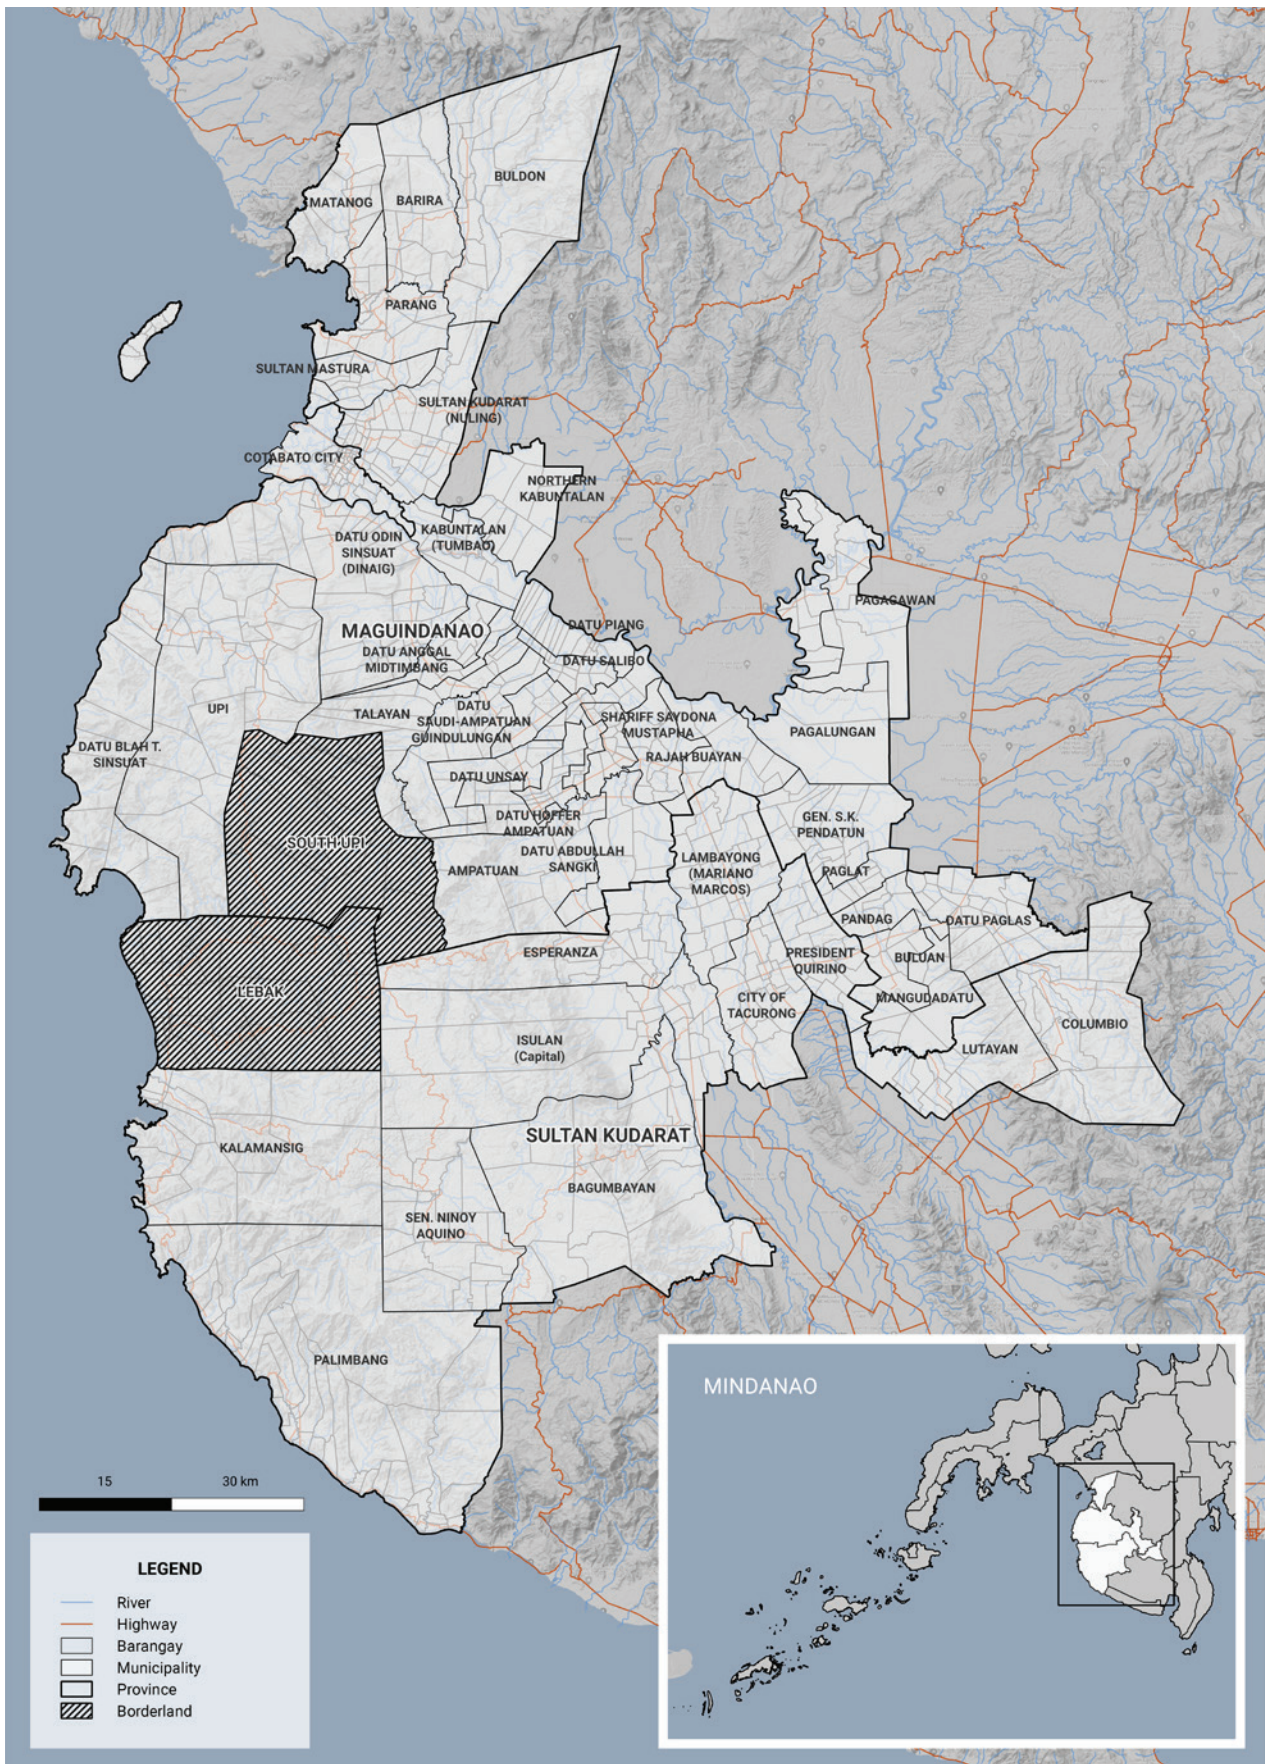 BULDON
MATANOG
BARIRA
PARANG
SULTAN MASTURA
SULTAN KUDARAT
(NULING)
COTABATO CITY
NORTHERN
KABUNTALAN
KABUNTALAN
(TUMBAO)
DATU ODIN
SINSUAT
(DINAIG)
PAGAGAWAN
DATU PIANG
MAGUINDANAO
DATU ANGGAL
MIDTIMBANG
DATU SALIBO
UPI
TALAYAN
DATU
SAUDI-AMPATUAN
GUINDULUNGAN
SHARIFF SAYDONA
MUSTAPHA
PAGALUNGAN
DATU BLAH T.
SINSUAT
RAJAH BUAYAN
DATU UNSAY
DATU HOFFER
AMPATUAN
GEN. S.K.
PENDATUN
SOUTH UPI
AMPATUAN
DATU ABDULLAH
SANGKI
LAMBAYONG
(MARIANO
MARCOS)
PAGLAT
PANDAG
DATU PAGLAS
ESPERANZA
PRESIDENT
QUIRINO
BULUAN
LEBAK
CITY OF
TACURONG
MANGUDADATU
COLUMBIO
ISULAN
(Capital)
LUTAYAN
SULTAN KUDARAT
KALAMANSIG
BAGUMBAYAN
SEN. NINOY
AQUINO
PALIMBANG
MINDANAO
15
30 km
LEGEND
River
Highway
Barangay
Municipality
Province
Borderland